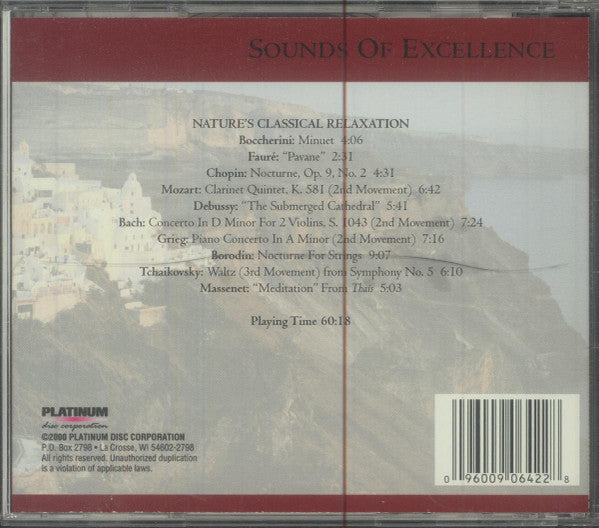 SOUNDS OF EXCELLENCE
NATURE'S CLASSICAL RELAXATION
Boccherini: Minuet 4:06
Fauré: "Pavane" 2:31
Chopin: Nocturne, Op. 9, No. 2 4:31
Mozart: Clarinet Quintet, K. 581 (2nd Movement) 6:42
Debussy: "The Submerged Cathedral" 5:41
Bach: Concerto In D Minor For 2 Violins, S. 1043 (2nd Movement) 7:24
Grieg: Piano Concerto In A Minor (2nd Movement) 7:16
Borodin: Nocturne For Strings 9:07
Tchaikovsky: Waltz (3rd Movement) from Symphony No. 5 6:10
Massenet: "Meditation" From Thaïs 5:03
Playing Time 60:18
PLATINUM
disc corporation
©2000 PLATINUM DISC CORPORATION
P.O. Box 2798 • La Crosse, WI 54602-2798
All rights reserved. Unauthorized duplication
is a violation of applicable laws.
0 96009 06422 8